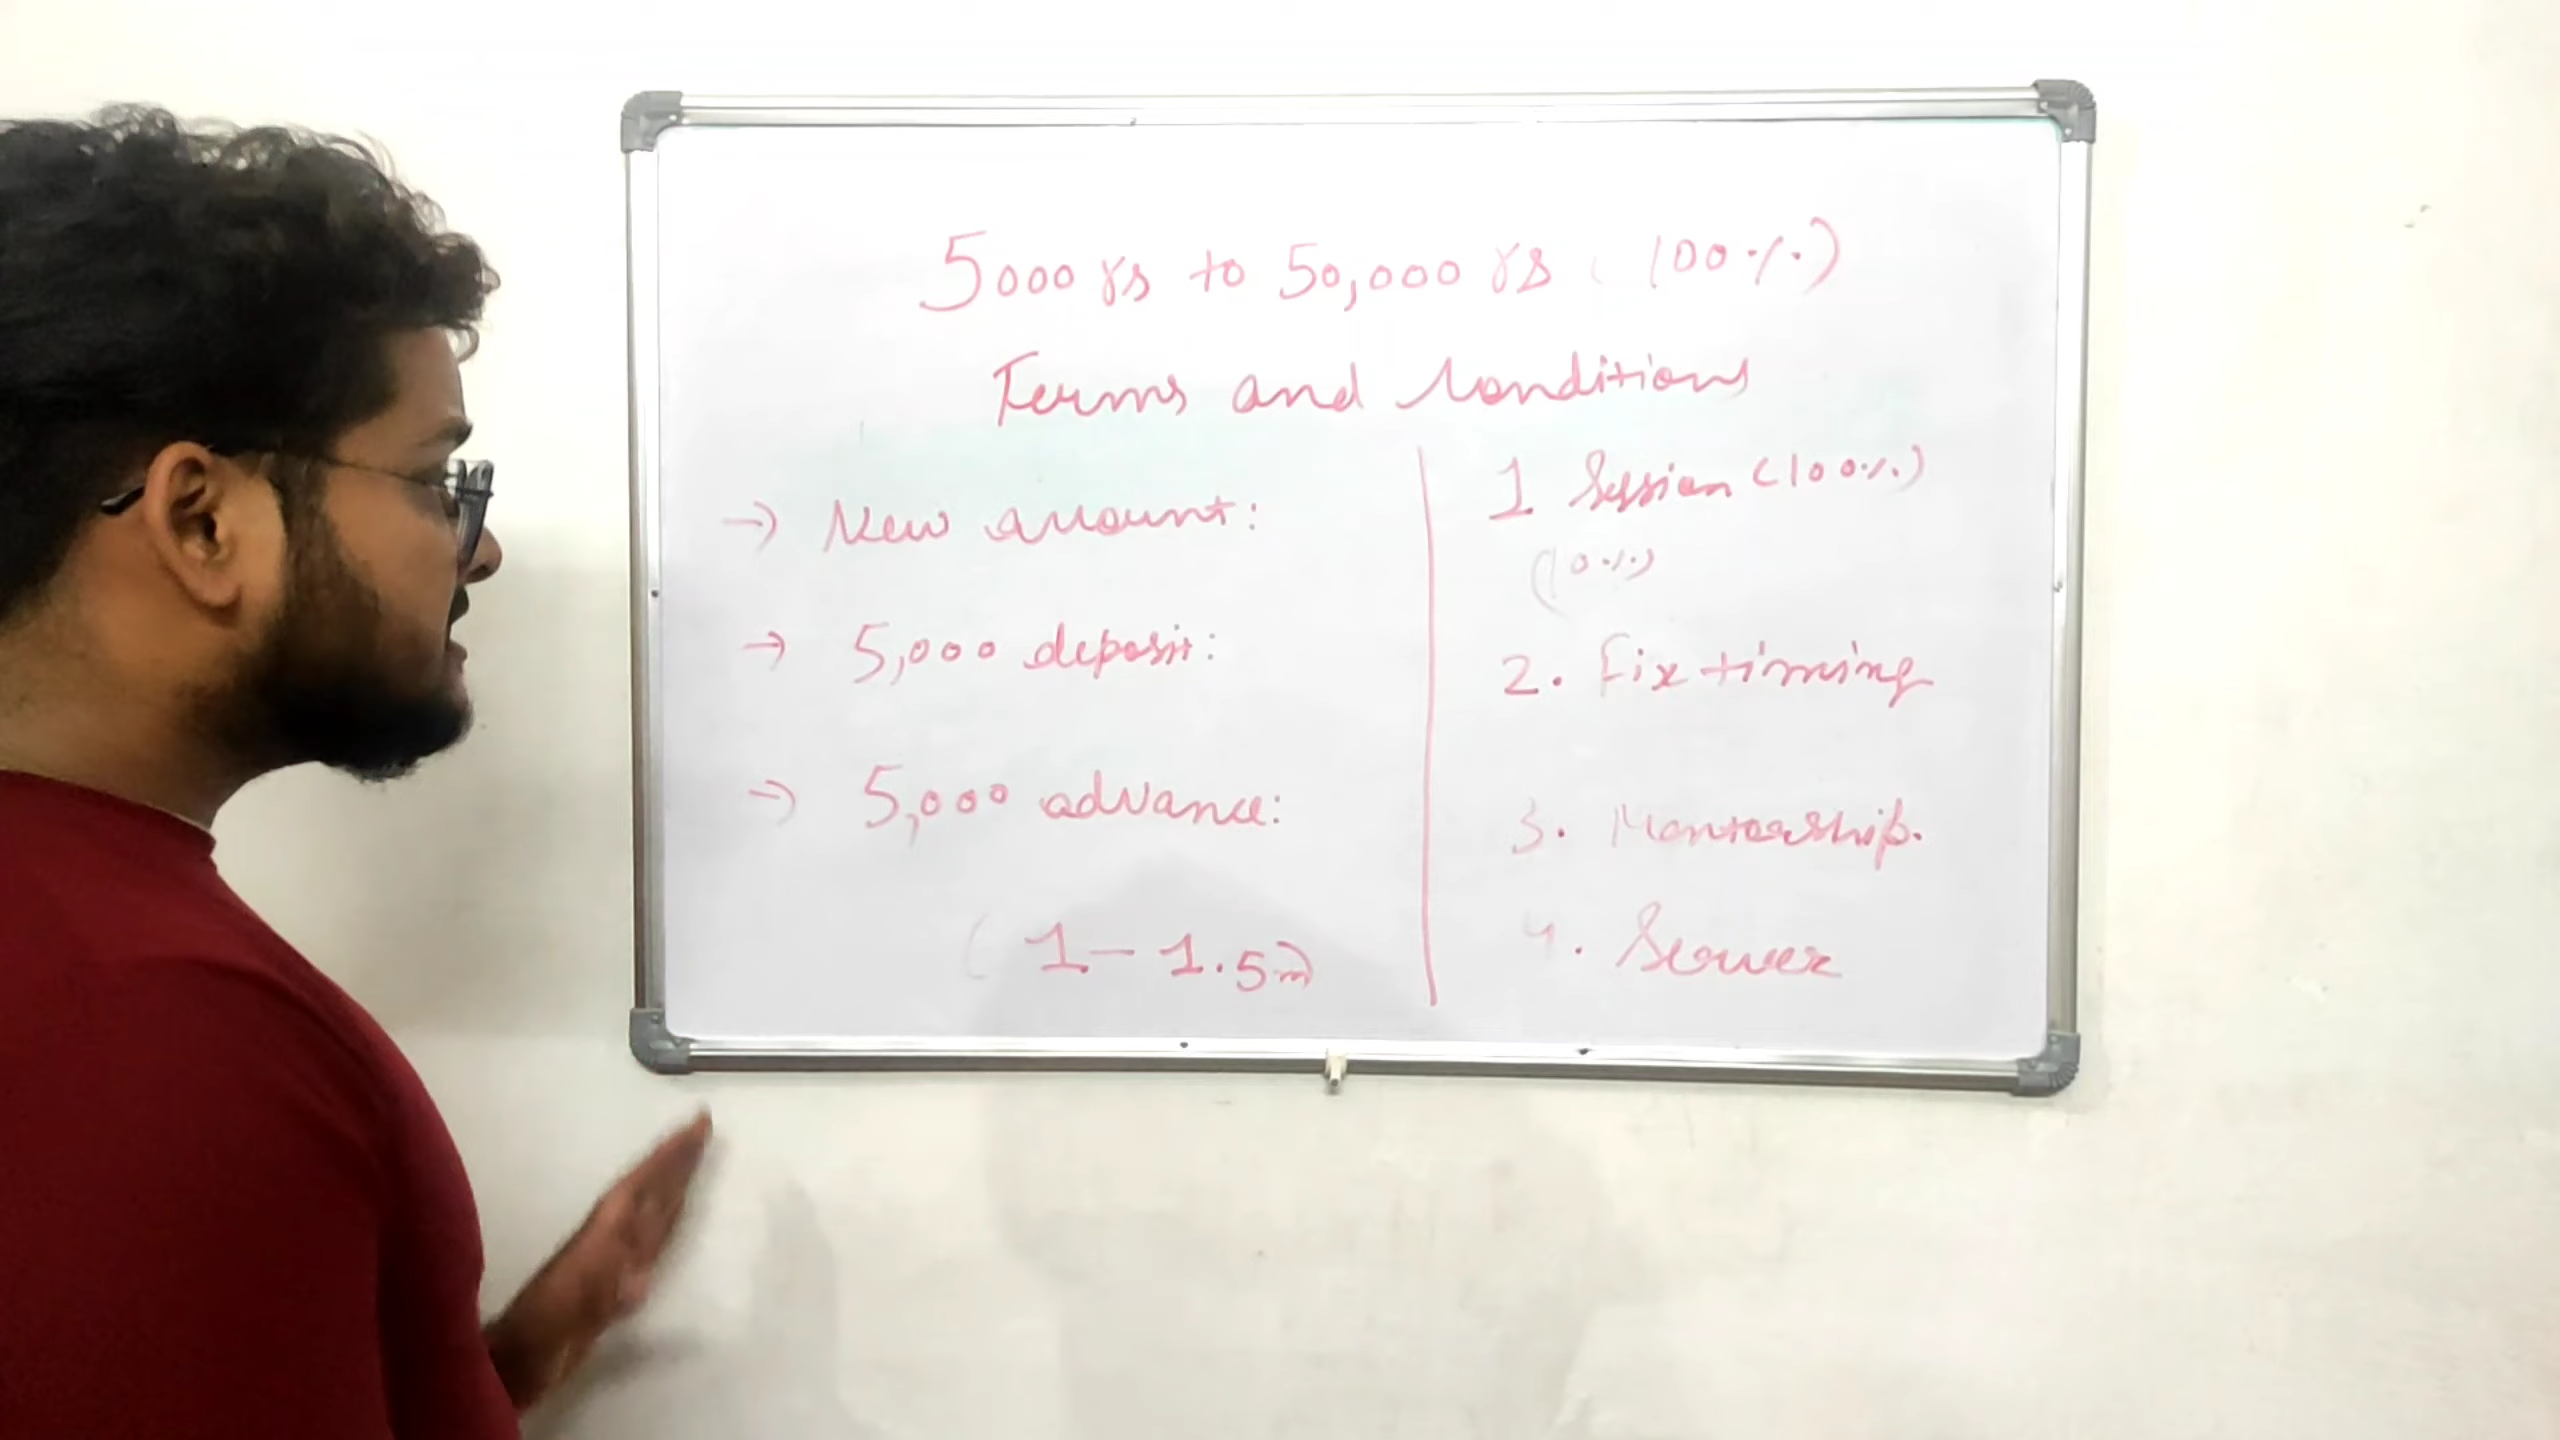 5000 rs to 50,000 rs (100%)
Terms and Conditions
→ New account:
→ 5,000 deposit:
→ 5,000 advance:
(1 - 1.5m)
1 Session (100%)
(10%)
2. Fix timing
3. Mentorship.
4. Server